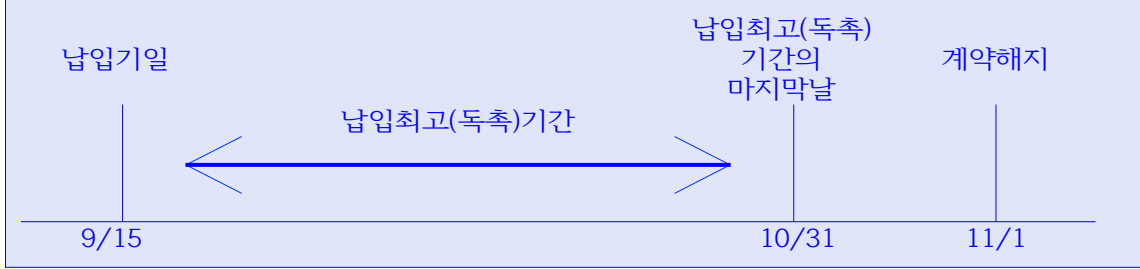 납입기일
납입최고(독촉)
기간의
마지막날
계약해지
납입최고(독촉)기간
9/15
10/31
11/1